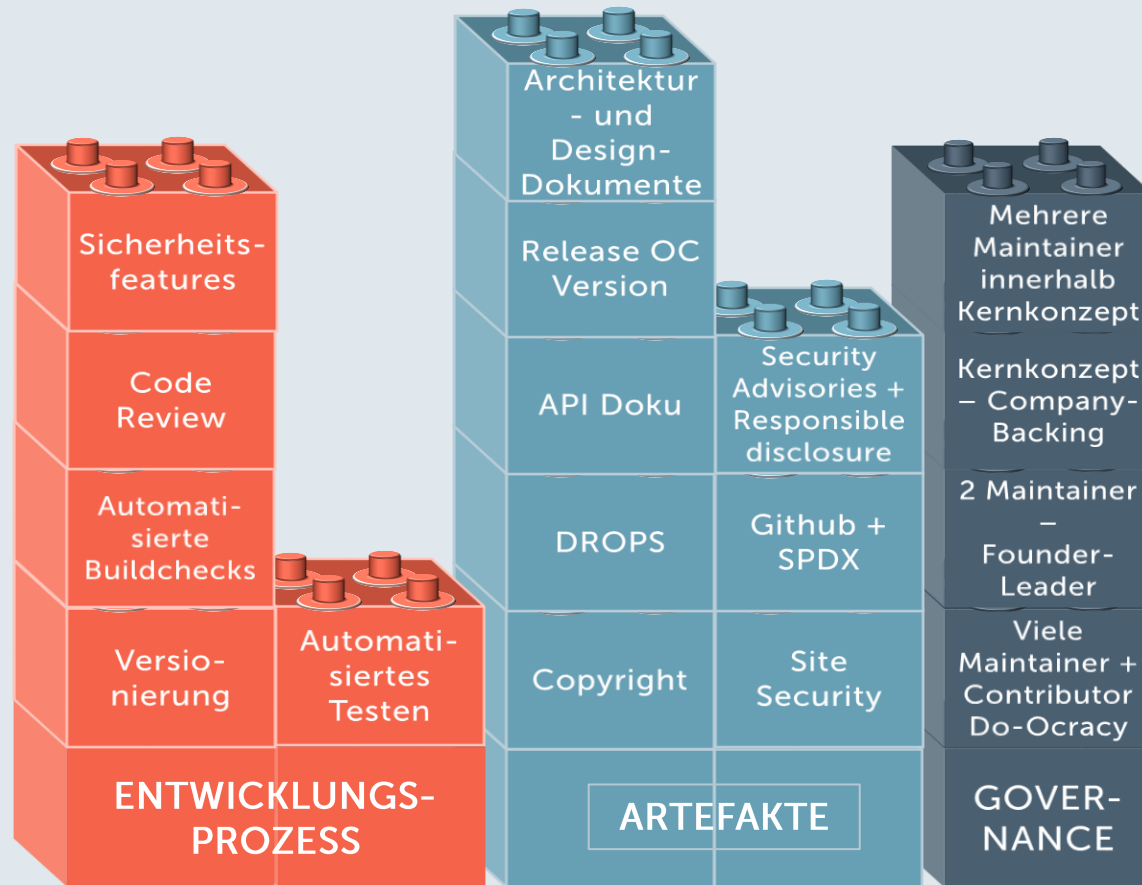 Sicherheits-
features
Code
Review
Automati-
sierte
Buildchecks
Versio-
nierung
Automati-
siertes
Testen
ENTWICKLUNGS-
PROZESS
Architektur
- und
Design-
Dokumente
Release OC
Version
API Doku
DROPS
Copyright
Security
Advisories +
Responsible
disclosure
Github +
SPDX
Site
Security
ARTEFAKTE
Mehrere
Maintainer
innerhalb
Kernkonzept
Kernkonzept
– Company-
Backing
2 Maintainer
–
Founder-
Leader
Viele
Maintainer +
Contributor
Do-Ocracy
GOVER-
NANCE